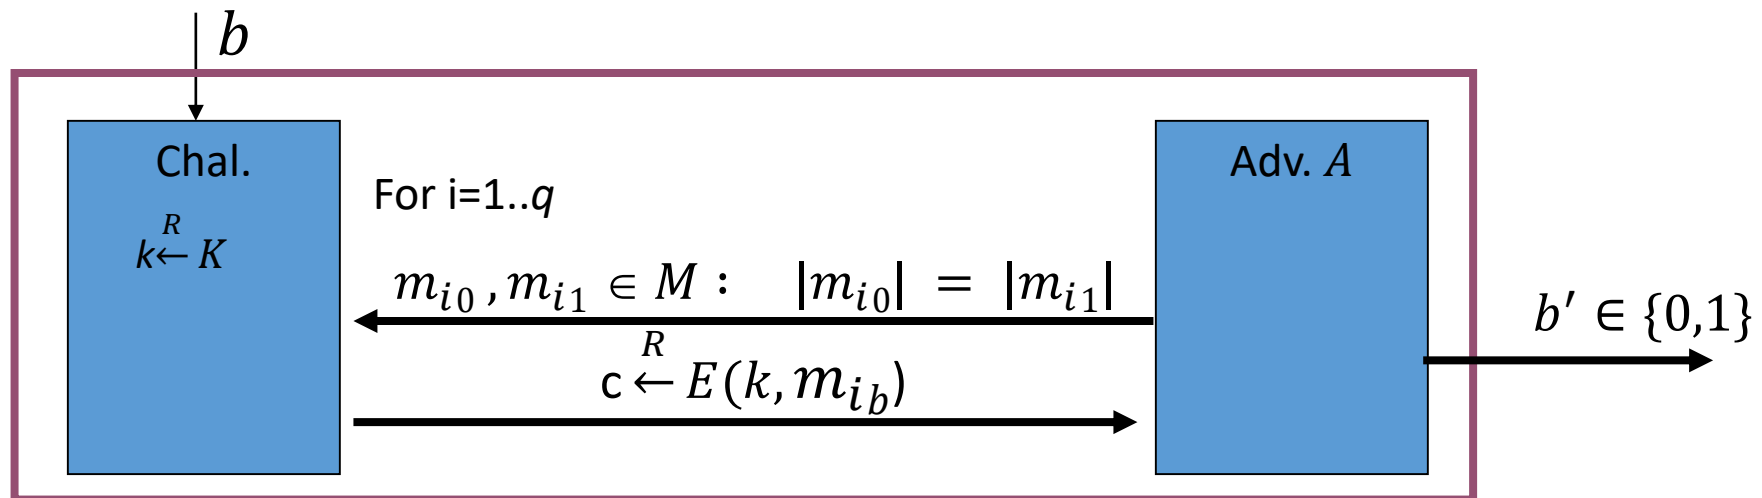 b
Chal.
Adv. A
For i=1..q
k ←ᴿ K
m_{i0}, m_{i1} ∈ M : |m_{i0}| = |m_{i1}|
b′ ∈ {0,1}
c ←ᴿ E(k, m_{ib})